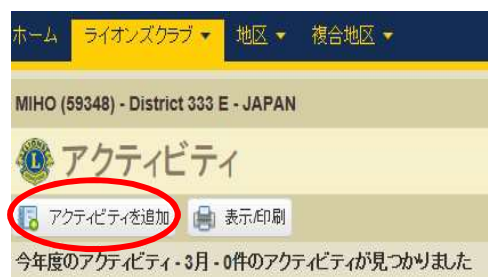 ホーム ライオンズクラブ ▼ 地区 ▼ 複合地区 ▼
MIHO (59348) - District 333 E - JAPAN
アクティビティ
アクティビティを追加 表示/印刷
今年度のアクティビティ - 3月 - 0件のアクティビティが見つかりました